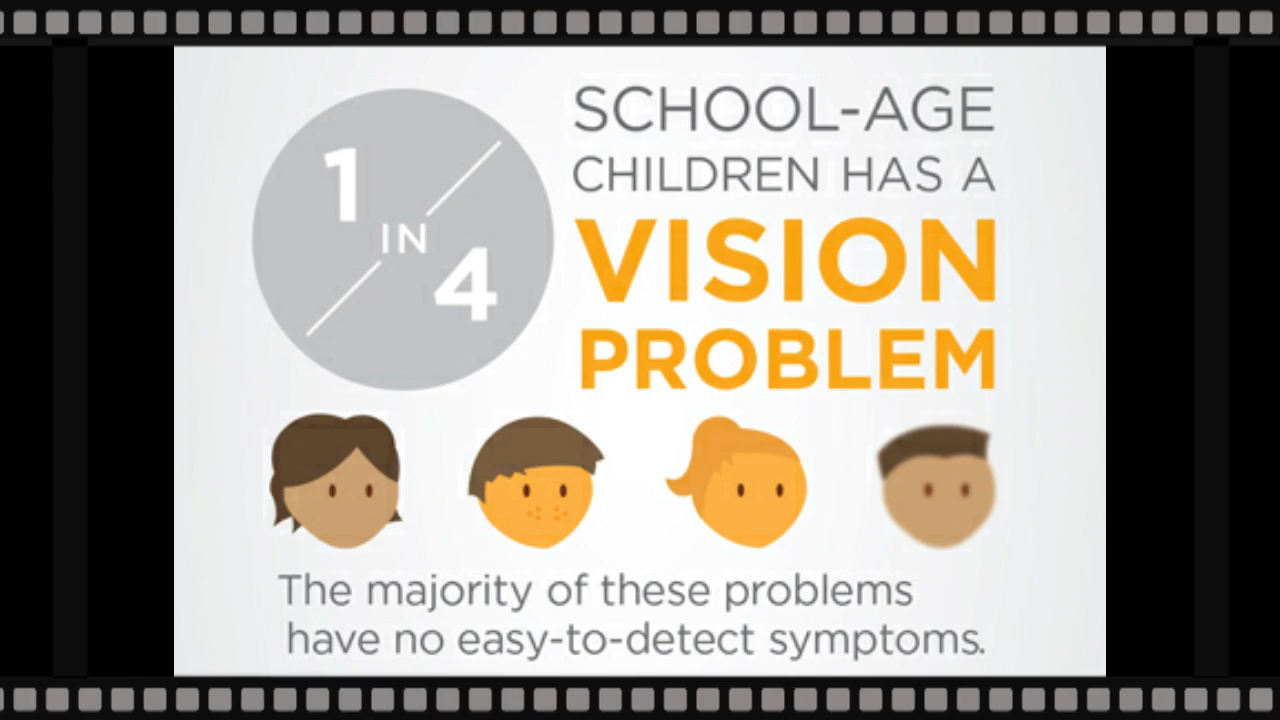 1
IN
4
SCHOOL-AGE
CHILDREN HAS A
VISION
PROBLEM
The majority of these problems
have no easy-to-detect symptoms.